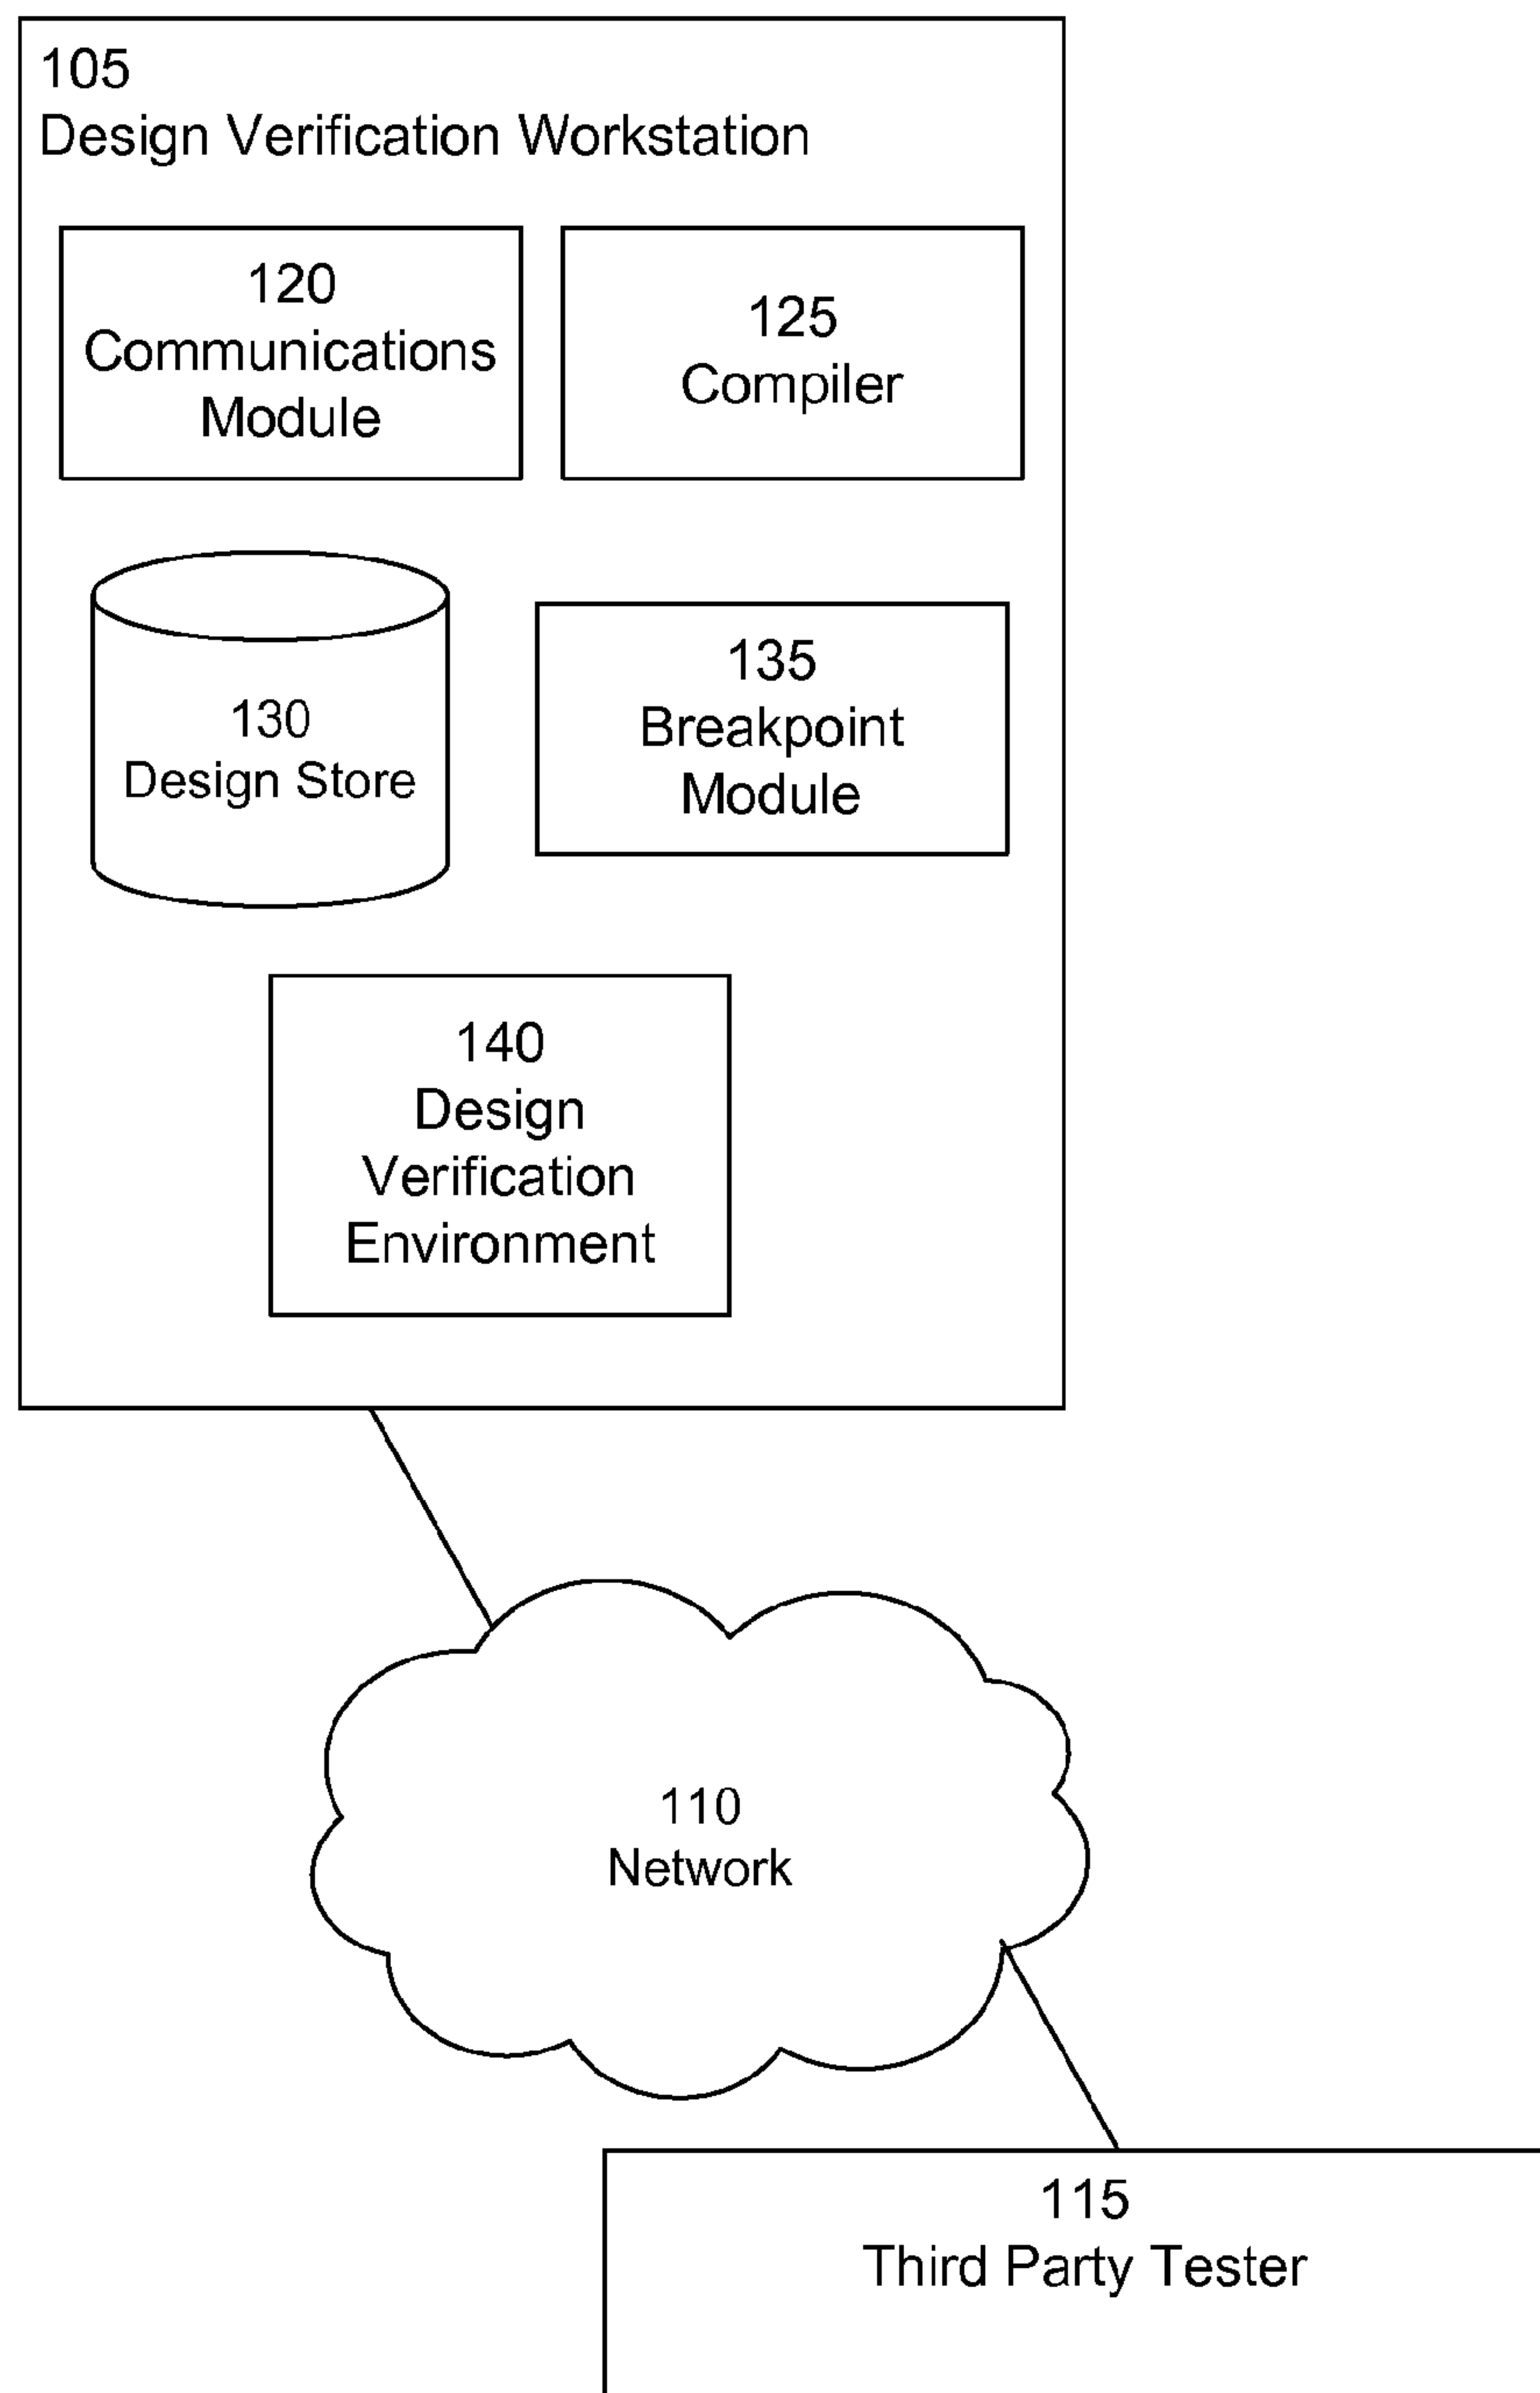 105
Design Verification Workstation
120
Communications
Module
125
Compiler
130
Design Store
135
Breakpoint
Module
140
Design
Verification
Environment
110
Network
115
Third Party Tester